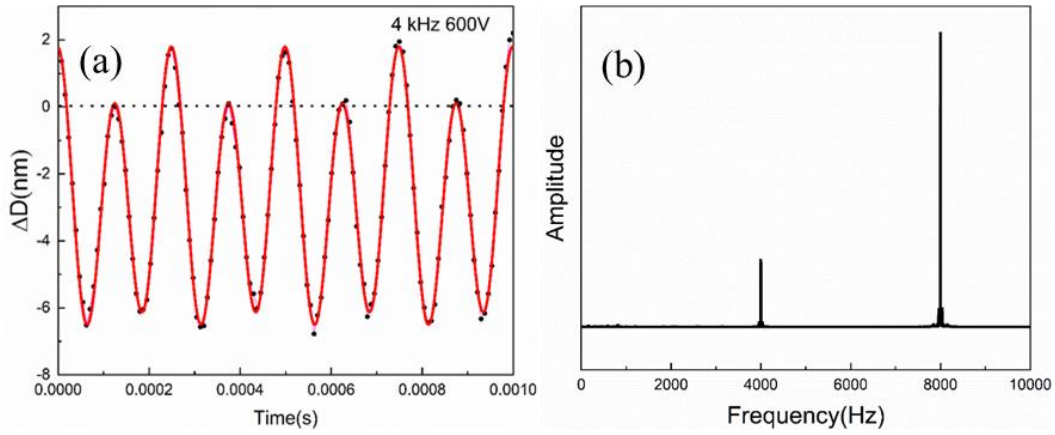 4 kHz 600V
(a)
2
0
-2
-4
-6
-8
ΔD(nm)
0.0000 0.0002 0.0004 0.0006 0.0008 0.0010
Time(s)
(b)
Amplitude
0 2000 4000 6000 8000 10000
Frequency(Hz)